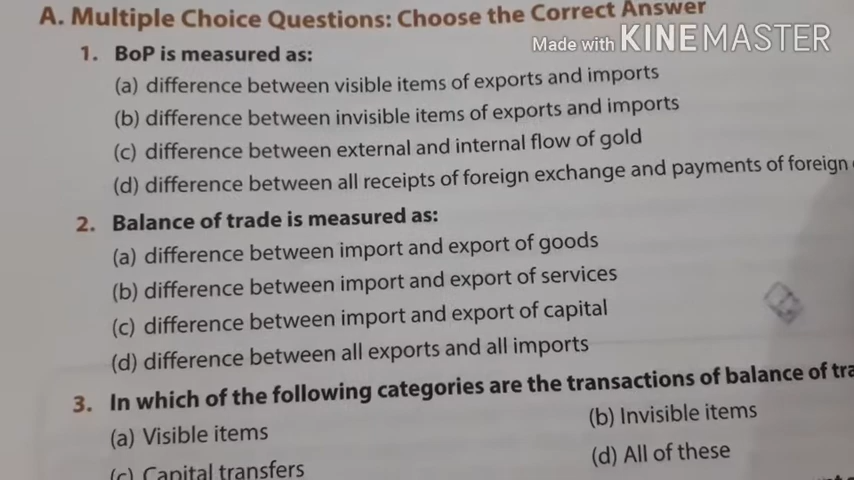 A. Multiple Choice Questions: Choose the Correct Answer
Made with KINEMASTER
1. BoP is measured as:
(a) difference between visible items of exports and imports
(b) difference between invisible items of exports and imports
(c) difference between external and internal flow of gold
(d) difference between all receipts of foreign exchange and payments of foreign
2. Balance of trade is measured as:
(a) difference between import and export of goods
(b) difference between import and export of services
(c) difference between import and export of capital
(d) difference between all exports and all imports
3. In which of the following categories are the transactions of balance of tra
(a) Visible items
(b) Invisible items
(c) Capital transfers
(d) All of these